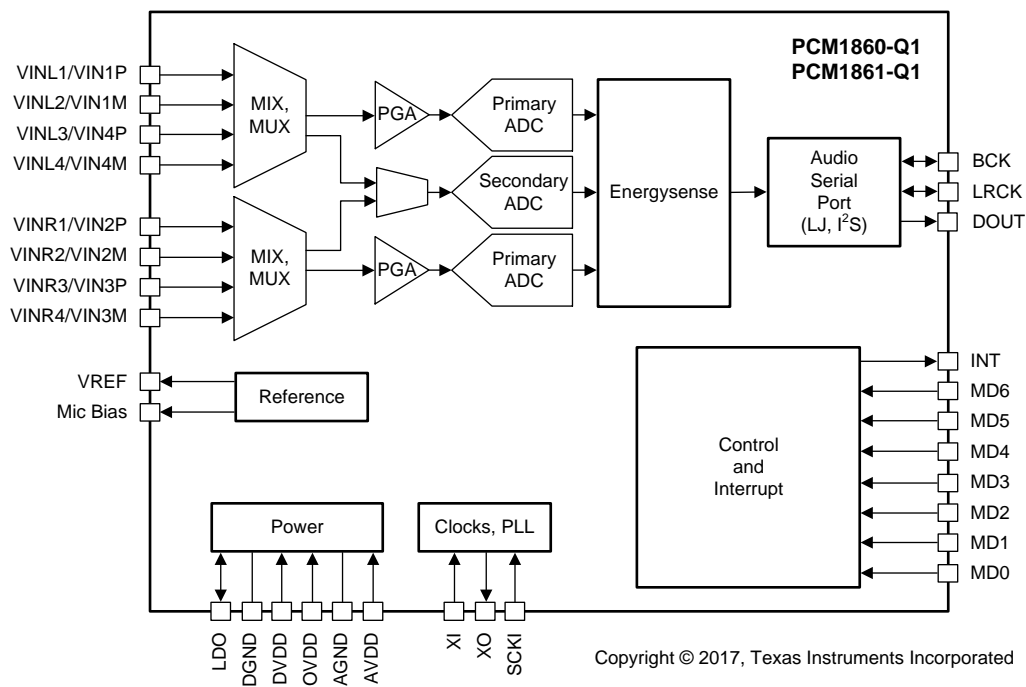 PCM1860-Q1
PCM1861-Q1
VINL1/VIN1P
VINL2/VIN1M
VINL3/VIN4P
VINL4/VIN4M
MIX,
MUX
PGA
Primary
ADC
Secondary
ADC
Energysense
Audio
Serial
Port
(LJ, I²S)
BCK
LRCK
DOUT
VINR1/VIN2P
VINR2/VIN2M
VINR3/VIN3P
VINR4/VIN3M
MIX,
MUX
PGA
Primary
ADC
VREF
Mic Bias
Reference
Control
and
Interrupt
INT
MD6
MD5
MD4
MD3
MD2
MD1
MD0
Power
LDO
DGND
DVDD
OVDD
AGND
AVDD
Clocks, PLL
XI
XO
SCKI
Copyright © 2017, Texas Instruments Incorporated